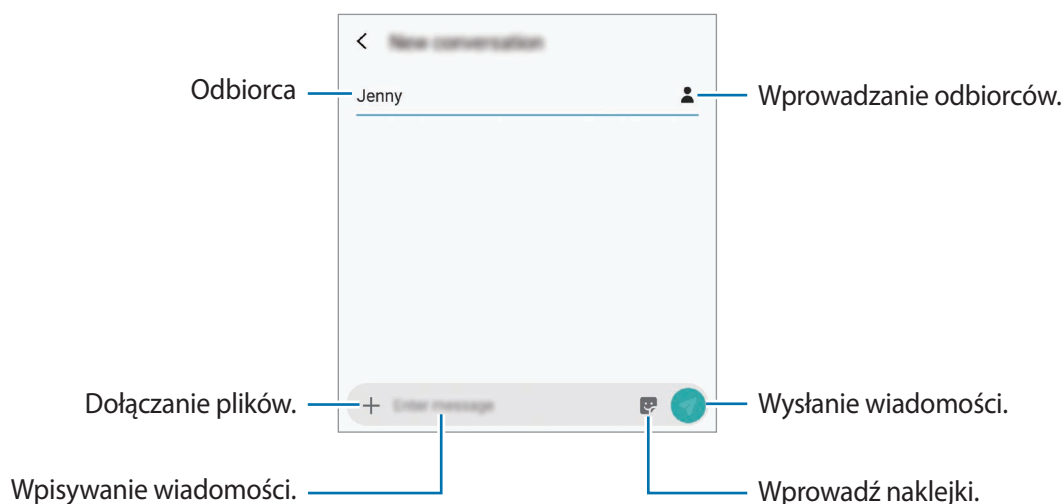 New conversation
Odbiorca
Jenny
Wprowadzanie odbiorców.
Dołączanie plików.
Enter message
Wysłanie wiadomości.
Wpisywanie wiadomości.
Wprowadź naklejki.